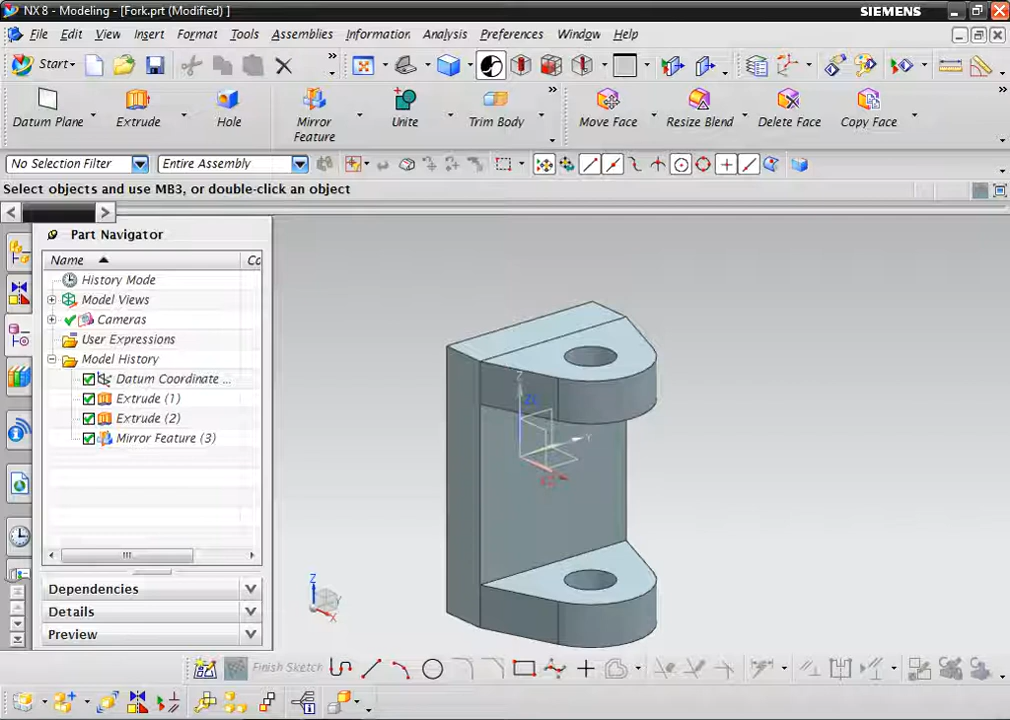 NX 8 - Modeling - [Fork.prt (Modified) ]
SIEMENS
File Edit View Insert Format Tools Assemblies Information Analysis Preferences Window Help
Start
Datum Plane Extrude Hole Mirror Feature Unite Trim Body Move Face Resize Blend Delete Face Copy Face
No Selection Filter Entire Assembly
Select objects and use MB3, or double-click an object
Part Navigator
Name Co
History Mode
Model Views
Cameras
User Expressions
Model History
Datum Coordinate ...
Extrude (1)
Extrude (2)
Mirror Feature (3)
Dependencies
Details
Preview
Z
Y
Z
Y
X
Finish Sketch